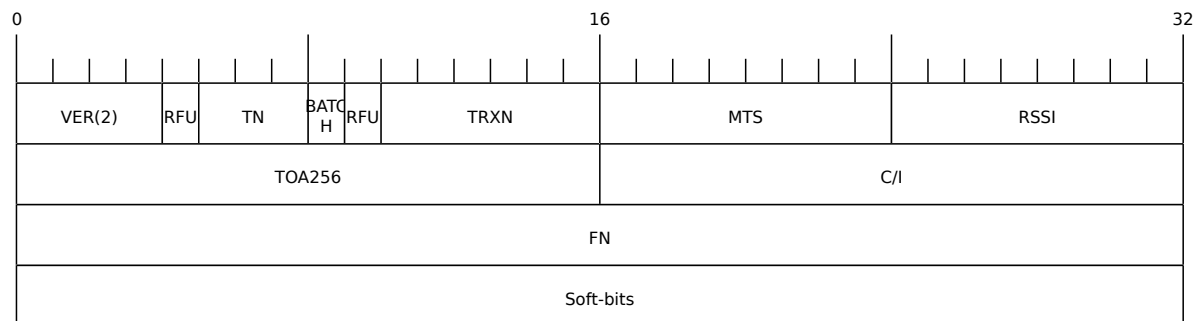 0 16 32
VER(2) RFU TN BATC RFU TRXN MTS RSSI
H
TOA256 C/I
FN
Soft-bits